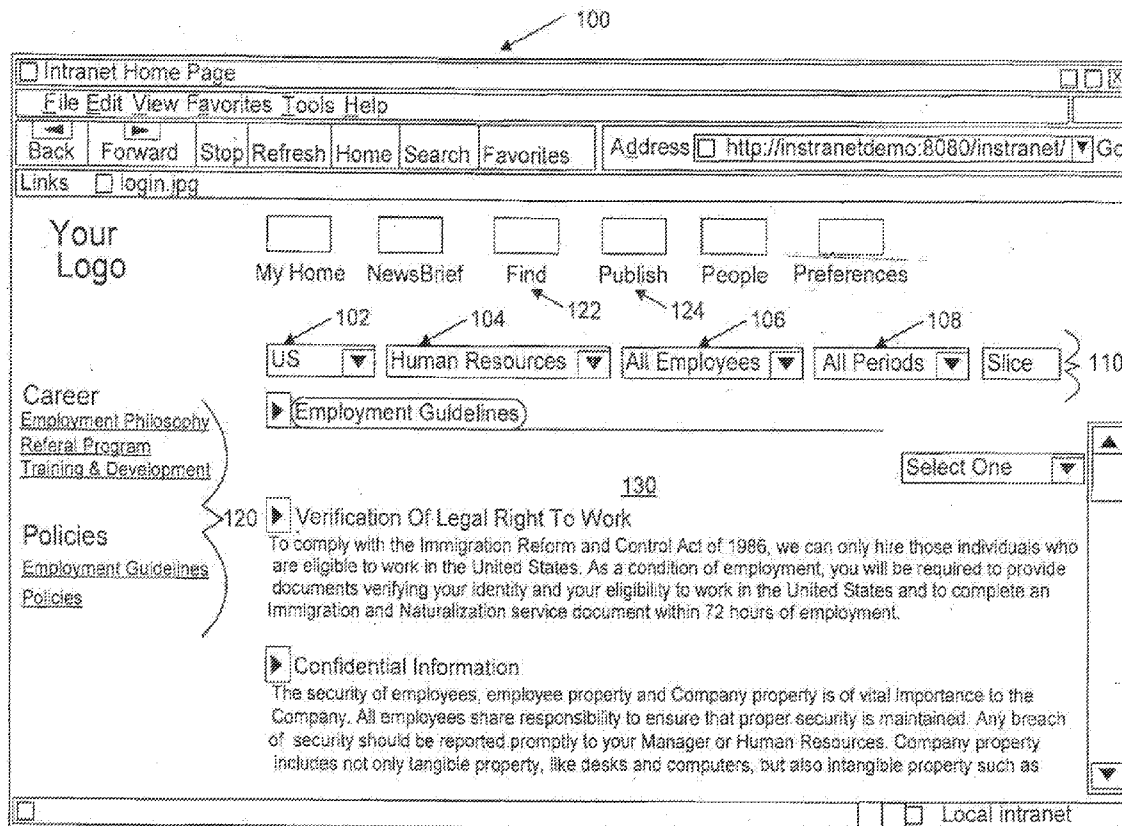 100
Intranet Home Page
File Edit View Favorites Tools Help
Back Forward Stop Refresh Home Search Favorites Address http://instranetdemo:8080/instranet/ Go
Links login.jpg
Your Logo
My Home NewsBrief Find Publish People Preferences
122 124
102 104 106 108
US Human Resources All Employees All Periods Slice 110
Career
Employment Philosophy
Referal Program
Training & Development
Employment Guidelines
Select One
130
120
Policies
Employment Guidelines
Policies
Verification Of Legal Right To Work
To comply with the Immigration Reform and Control Act of 1986, we can only hire those individuals who
are eligible to work in the United States. As a condition of employment, you will be required to provide
documents verifying your identity and your eligibility to work in the United States and to complete an
Immigration and Naturalization service document within 72 hours of employment.
Confidential Information
The security of employees, employee property and Company property is of vital importance to the
Company. All employees share responsibility to ensure that proper security is maintained. Any breach
of security should be reported promptly to your Manager or Human Resources. Company property
includes not only tangible property, like desks and computers, but also intangible property such as
Local intranet